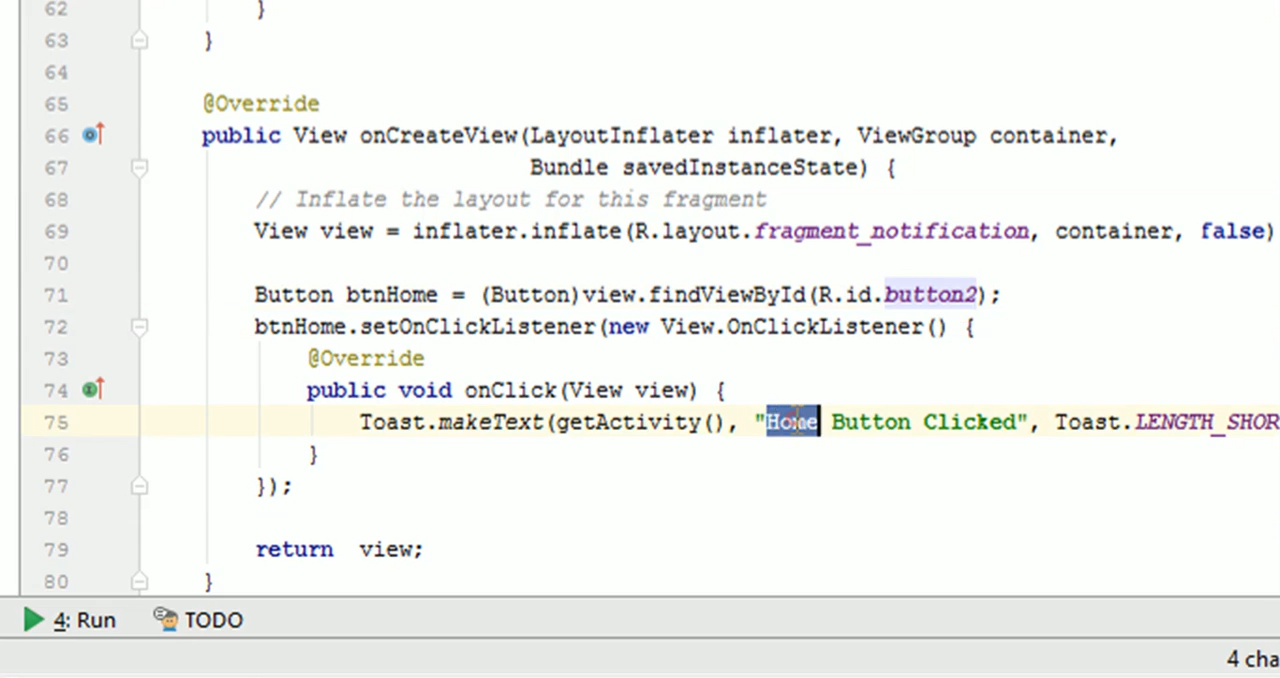 62 }
63 }
64
65 @Override
66 public View onCreateView(LayoutInflater inflater, ViewGroup container,
67 Bundle savedInstanceState) {
68 // Inflate the layout for this fragment
69 View view = inflater.inflate(R.layout.fragment_notification, container, false)
70
71 Button btnHome = (Button)view.findViewById(R.id.button2);
72 btnHome.setOnClickListener(new View.OnClickListener() {
73 @Override
74 public void onClick(View view) {
75 Toast.makeText(getActivity(), "Home Button Clicked", Toast.LENGTH_SHOR
76 }
77 });
78
79 return view;
80 }
4: Run TODO
4 cha